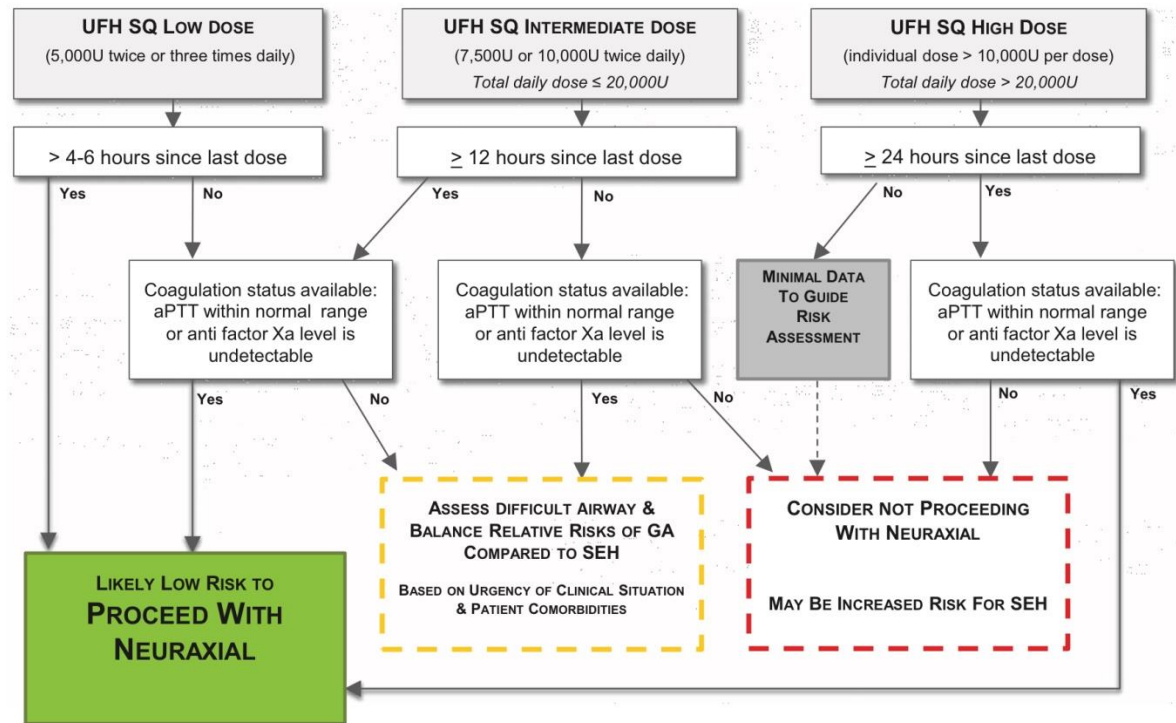 UFH SQ LOW DOSE
(5,000U twice or three times daily)
UFH SQ INTERMEDIATE DOSE
(7,500U or 10,000U twice daily)
Total daily dose ≤ 20,000U
UFH SQ HIGH DOSE
(individual dose > 10,000U per dose)
Total daily dose > 20,000U
> 4-6 hours since last dose
≥ 12 hours since last dose
≥ 24 hours since last dose
Yes
No
Yes
No
No
Yes
Coagulation status available:
aPTT within normal range
or anti factor Xa level is
undetectable
Coagulation status available:
aPTT within normal range
or anti factor Xa level is
undetectable
MINIMAL DATA
TO GUIDE
RISK
ASSESSMENT
Coagulation status available:
aPTT within normal range
or anti factor Xa level is
undetectable
Yes
No
Yes
No
No
Yes
LIKELY LOW RISK TO
PROCEED WITH
NEURAXIAL
ASSESS DIFFICULT AIRWAY &
BALANCE RELATIVE RISKS OF GA
COMPARED TO SEH
BASED ON URGENCY OF CLINICAL SITUATION
& PATIENT COMORBIDITIES
CONSIDER NOT PROCEEDING
WITH NEURAXIAL
MAY BE INCREASED RISK FOR SEH